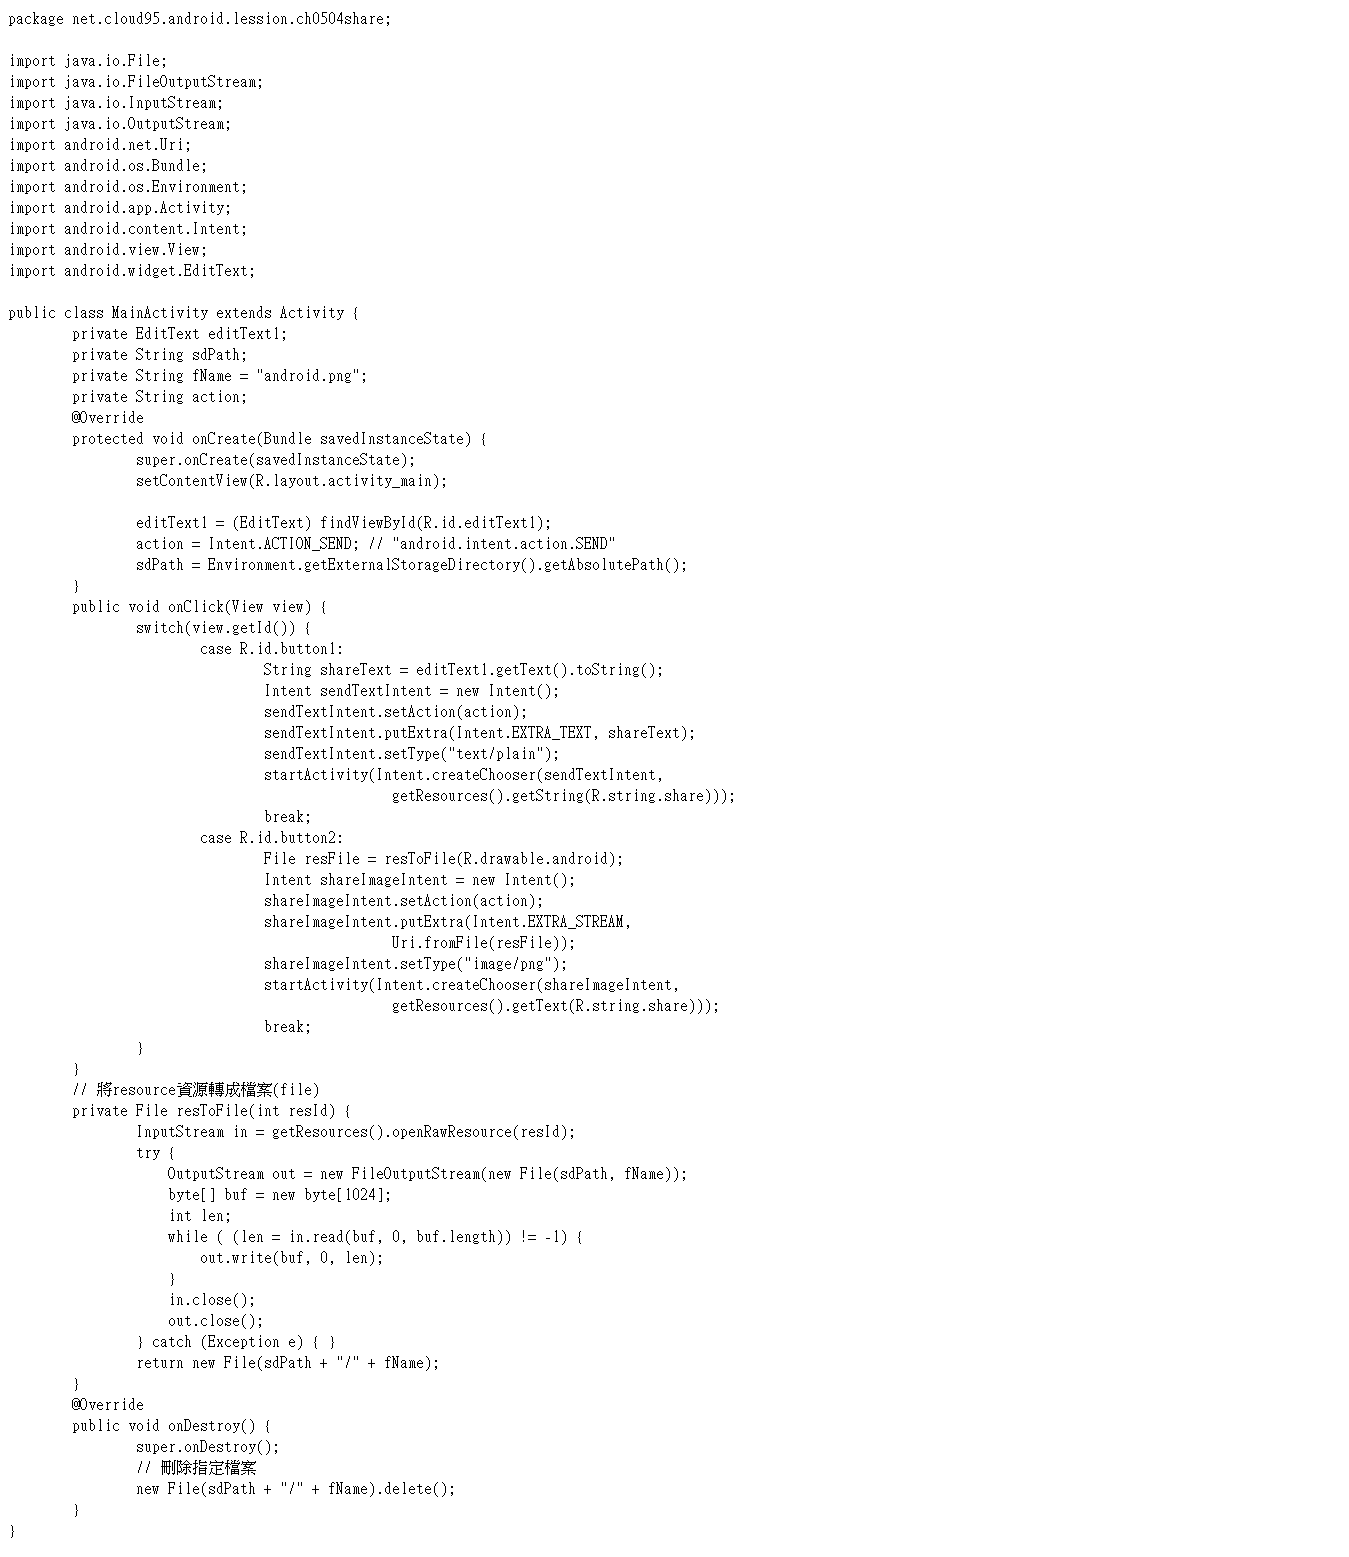 package net.cloud95.android.lession.ch0504share;

import java.io.File;
import java.io.FileOutputStream;
import java.io.InputStream;
import java.io.OutputStream;
import android.net.Uri;
import android.os.Bundle;
import android.os.Environment;
import android.app.Activity;
import android.content.Intent;
import android.view.View;
import android.widget.EditText;

public class MainActivity extends Activity {
        private EditText editText1;
        private String sdPath;
        private String fName = "android.png";
        private String action;
        @Override
        protected void onCreate(Bundle savedInstanceState) {
                super.onCreate(savedInstanceState);
                setContentView(R.layout.activity_main);

                editText1 = (EditText) findViewById(R.id.editText1);
                action = Intent.ACTION_SEND; // "android.intent.action.SEND"
                sdPath = Environment.getExternalStorageDirectory().getAbsolutePath();
        }
        public void onClick(View view) {
                switch(view.getId()) {
                        case R.id.button1:
                                String shareText = editText1.getText().toString();
                                Intent sendTextIntent = new Intent();
                                sendTextIntent.setAction(action);
                                sendTextIntent.putExtra(Intent.EXTRA_TEXT, shareText);
                                sendTextIntent.setType("text/plain");
                                startActivity(Intent.createChooser(sendTextIntent,
                                                getResources().getString(R.string.share)));
                                break;
                        case R.id.button2:
                                File resFile = resToFile(R.drawable.android);
                                Intent shareImageIntent = new Intent();
                                shareImageIntent.setAction(action);
                                shareImageIntent.putExtra(Intent.EXTRA_STREAM,
                                                Uri.fromFile(resFile));
                                shareImageIntent.setType("image/png");
                                startActivity(Intent.createChooser(shareImageIntent,
                                                getResources().getText(R.string.share)));
                                break;
                }
        }
        // 將resource資源轉成檔案(file)
        private File resToFile(int resId) {
                InputStream in = getResources().openRawResource(resId);
                try {
                    OutputStream out = new FileOutputStream(new File(sdPath, fName));
                    byte[] buf = new byte[1024];
                    int len;
                    while ( (len = in.read(buf, 0, buf.length)) != -1) {
                        out.write(buf, 0, len);
                    }
                    in.close();
                    out.close();
                } catch (Exception e) { }
                return new File(sdPath + "/" + fName);
        }
        @Override
        public void onDestroy() {
                super.onDestroy();
                // 刪除指定檔案
                new File(sdPath + "/" + fName).delete();
        }
}